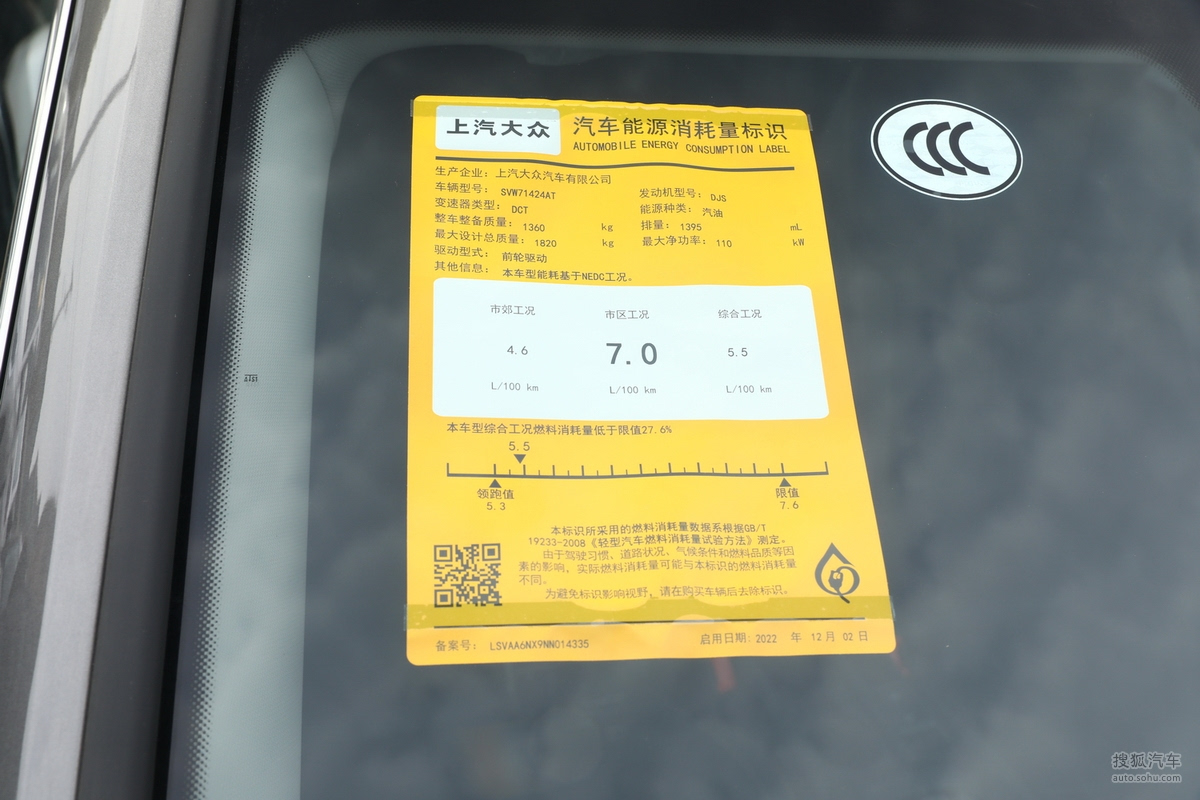 上汽大众
汽车能源消耗量标识
AUTOMOBILE ENERGY CONSUMPTION LABEL
生产企业：上汽大众汽车有限公司
车辆型号： SVW71424AT 发动机型号： DJS
变速器类型： DCT 能源种类： 汽油
整车整备质量： 1360 kg 排量： 1395 mL
最大设计总质量： 1820 kg 最大净功率： 110 kW
驱动型式： 前轮驱动
其他信息： 本车型能耗基于NEDC工况。
市郊工况 市区工况 综合工况
4.6 7.0 5.5
L/100 km L/100 km L/100 km
本车型综合工况燃料消耗量低于限值27.6%
5.5
领跑值 限值
5.3 7.6
本标识所采用的燃料消耗量数据系根据GB/T
19233-2008《轻型汽车燃料消耗量试验方法》测定。
由于驾驶习惯、道路状况、气候条件和燃料品质等因
素的影响，实际燃料消耗量可能与本标识的燃料消耗量
不同。
为避免标识影响视野，请在购买车辆后去除标识。
备案号： LSVAA6NX9NN014335 启用日期：2022 年 12月 02 日
CCC
搜狐汽车
auto.sohu.com